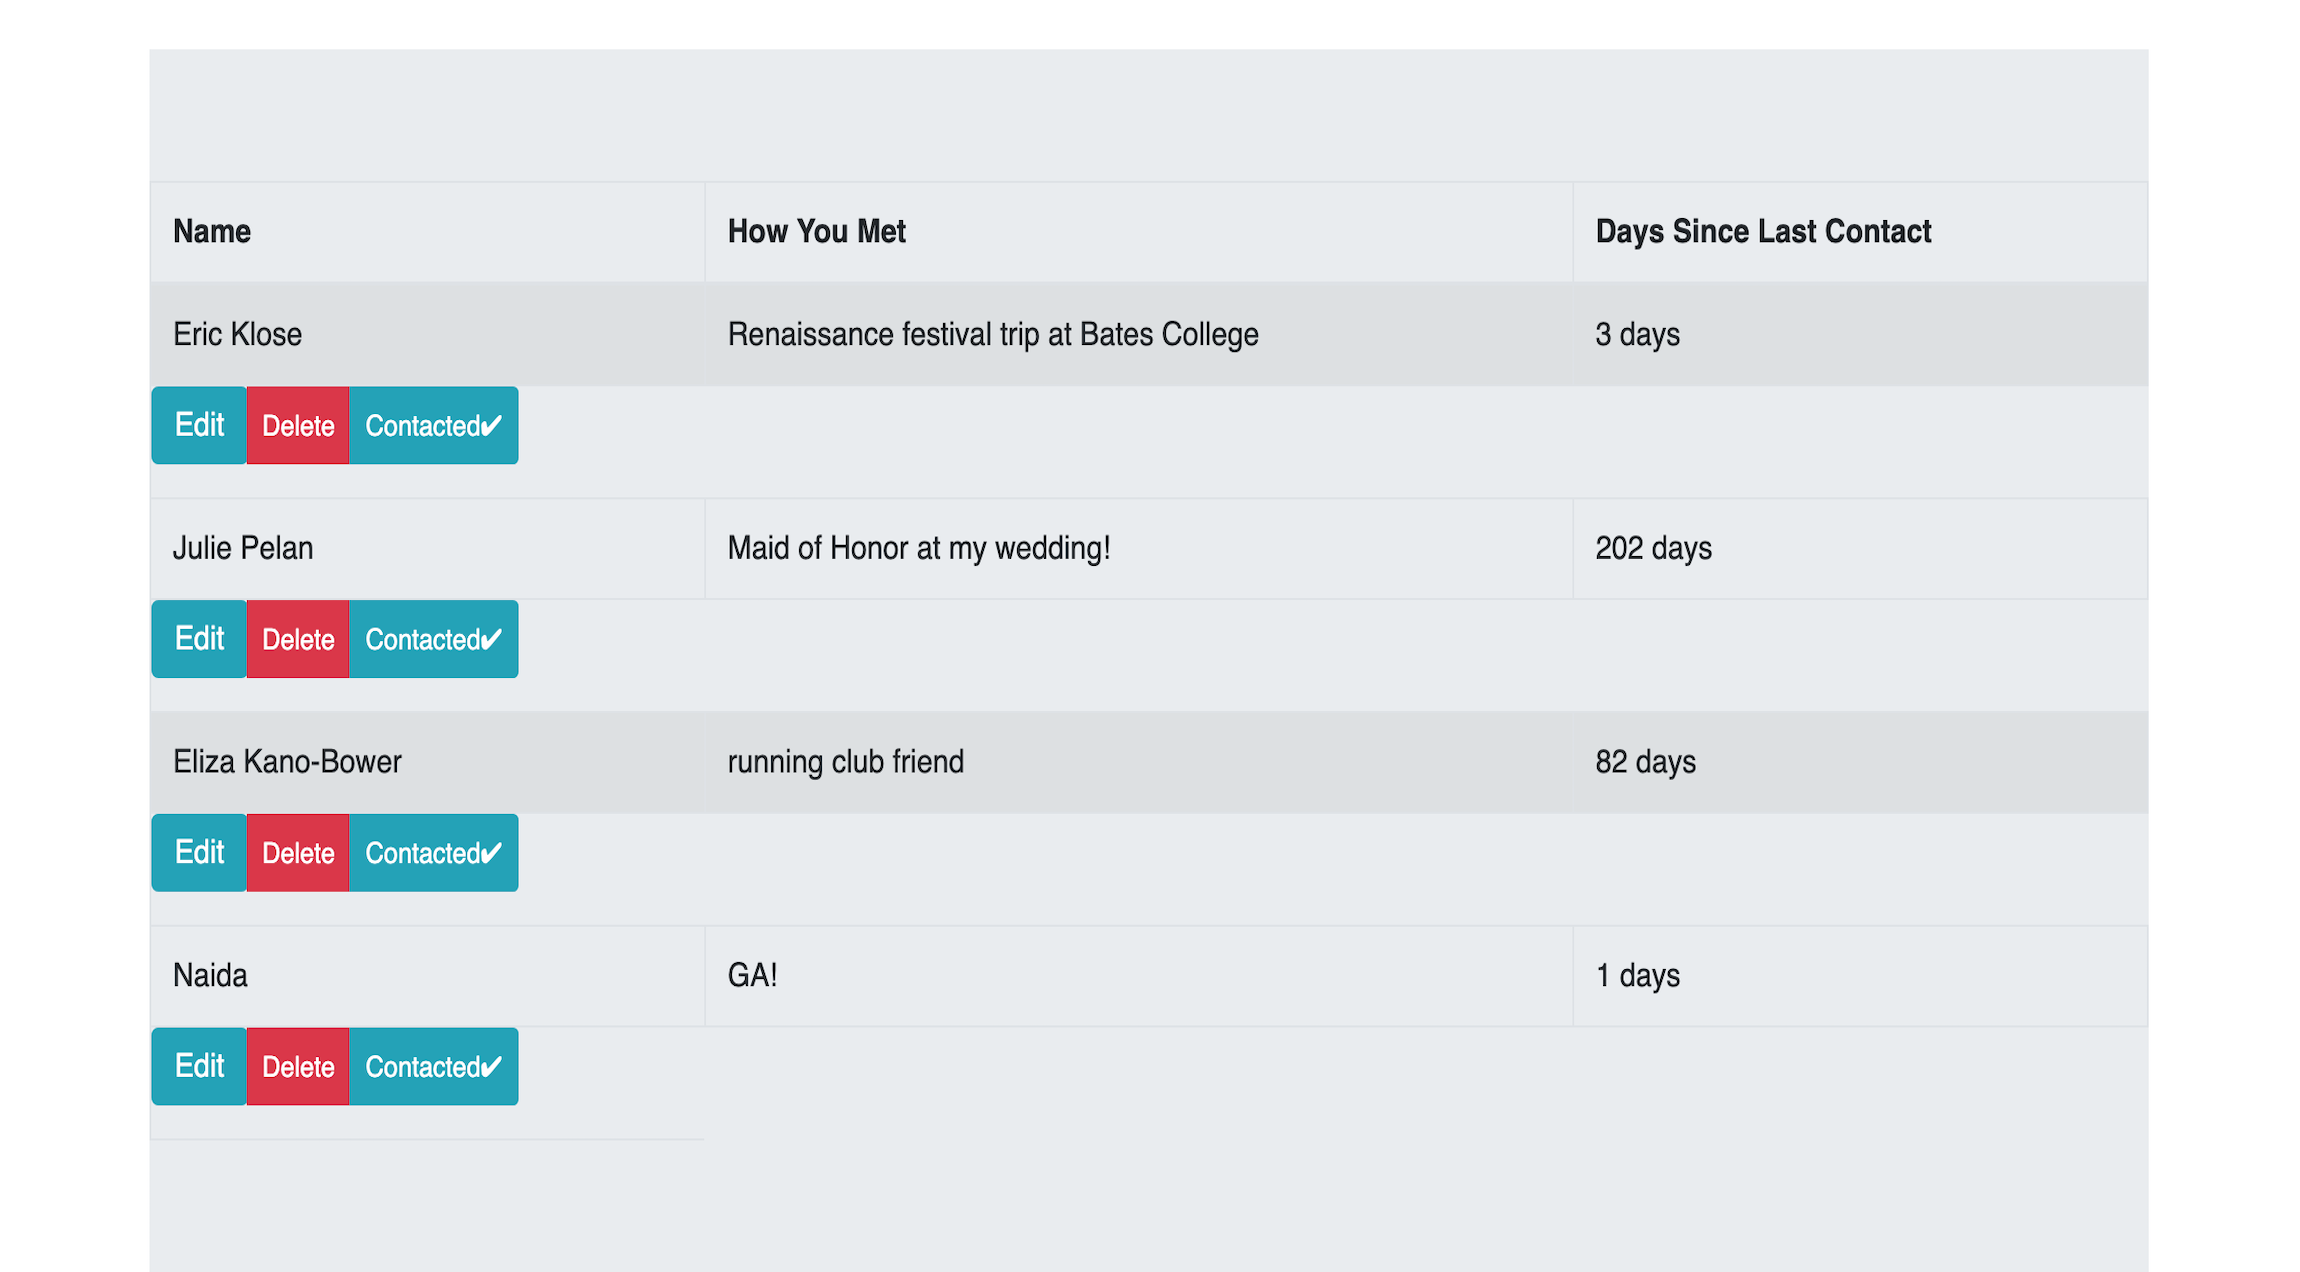 Name How You Met Days Since Last Contact
Eric Klose Renaissance festival trip at Bates College 3 days
Edit Delete Contacted✔
Julie Pelan Maid of Honor at my wedding! 202 days
Edit Delete Contacted✔
Eliza Kano-Bower running club friend 82 days
Edit Delete Contacted✔
Naida GA! 1 days
Edit Delete Contacted✔